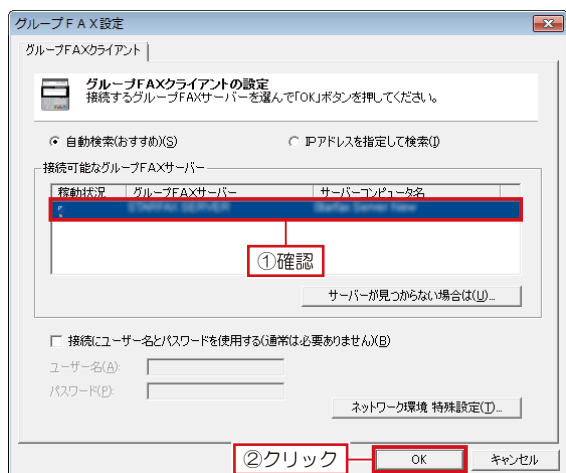 グループＦＡＸ設定
グループFAXクライアント
グループFAXクライアントの設定
接続するグループFAXサーバーを選んで「OK」ボタンを押してください。
自動検索(おすすめ)(S)
IPアドレスを指定して検索(I)
接続可能なグループFAXサーバー
稼動状況 グループFAXサーバー サーバーコンピュータ名
①確認
サーバーが見つからない場合は(U)...
接続にユーザー名とパスワードを使用する(通常は必要ありません)(B)
ユーザー名(A):
パスワード(P):
ネットワーク環境 特殊設定(T)...
②クリック
OK
キャンセル